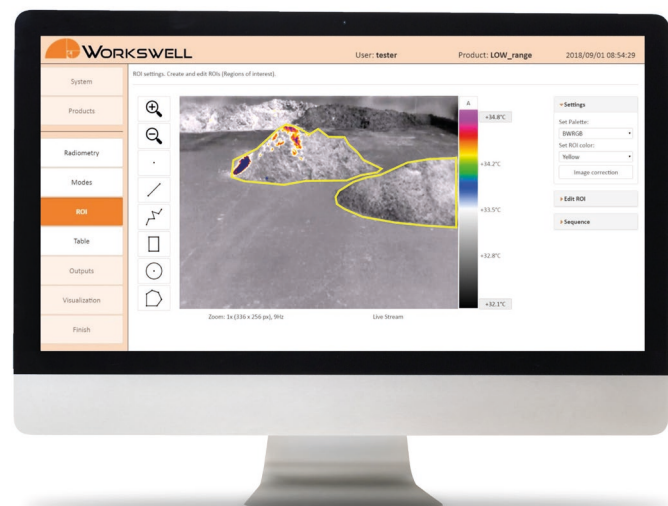 WORKSWELL
User: tester
Product: LOW_range
2018/09/01 08:54:29
System
Products
Radiometry
Modes
ROI
Table
Outputs
Visualization
Finish
ROI settings. Create and edit ROIs (Regions of interest).
A
+34.8°C
+34.2°C
+33.5°C
+32.8°C
+32.1°C
Zoom: 1x (336 x 256 px), 9Hz
Live Stream
Settings
Set Palette:
BWRGB
Set ROI color:
Yellow
Image correction
Edit ROI
Sequence